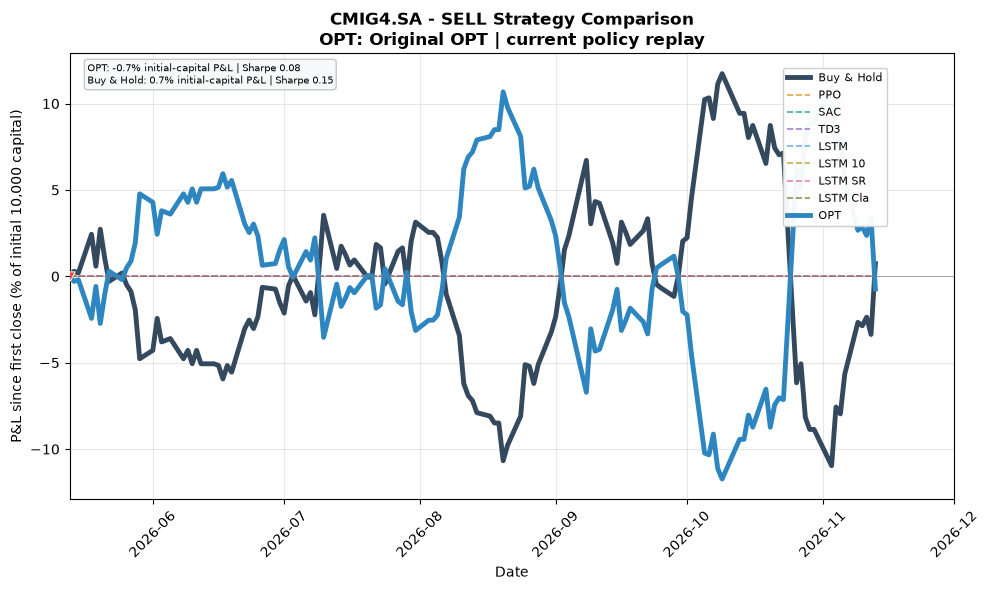 CMIG4.SA - SELL Strategy Comparison
OPT: Original OPT | current policy replay
OPT: -0.7% initial-capital P&L | Sharpe 0.08
Buy & Hold: 0.7% initial-capital P&L | Sharpe 0.15
Buy & Hold
PPO
SAC
TD3
LSTM
LSTM 10
LSTM SR
LSTM Cla
OPT
P&L since first close (% of initial 10,000 capital)
10
5
0
−5
−10
2026-06
2026-07
2026-08
2026-09
2026-10
2026-11
2026-12
Date